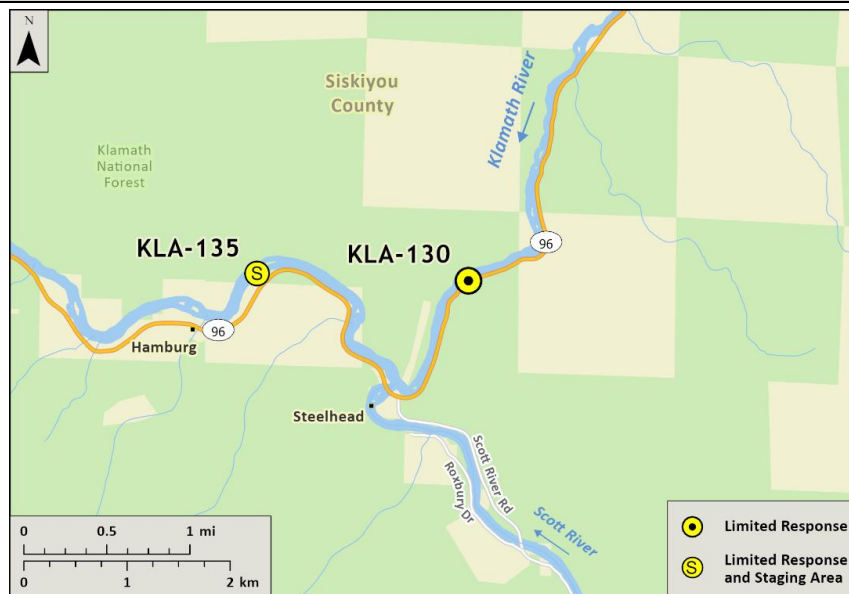 N
Siskiyou
County
Klamath River
Klamath
National
Forest
KLA-135
KLA-130
96
S
96
Hamburg
Steelhead
Scott River Rd
Roxbury Dr
Scott River
0 0.5 1 mi
0 1 2 km
Limited Response
S Limited Response
and Staging Area